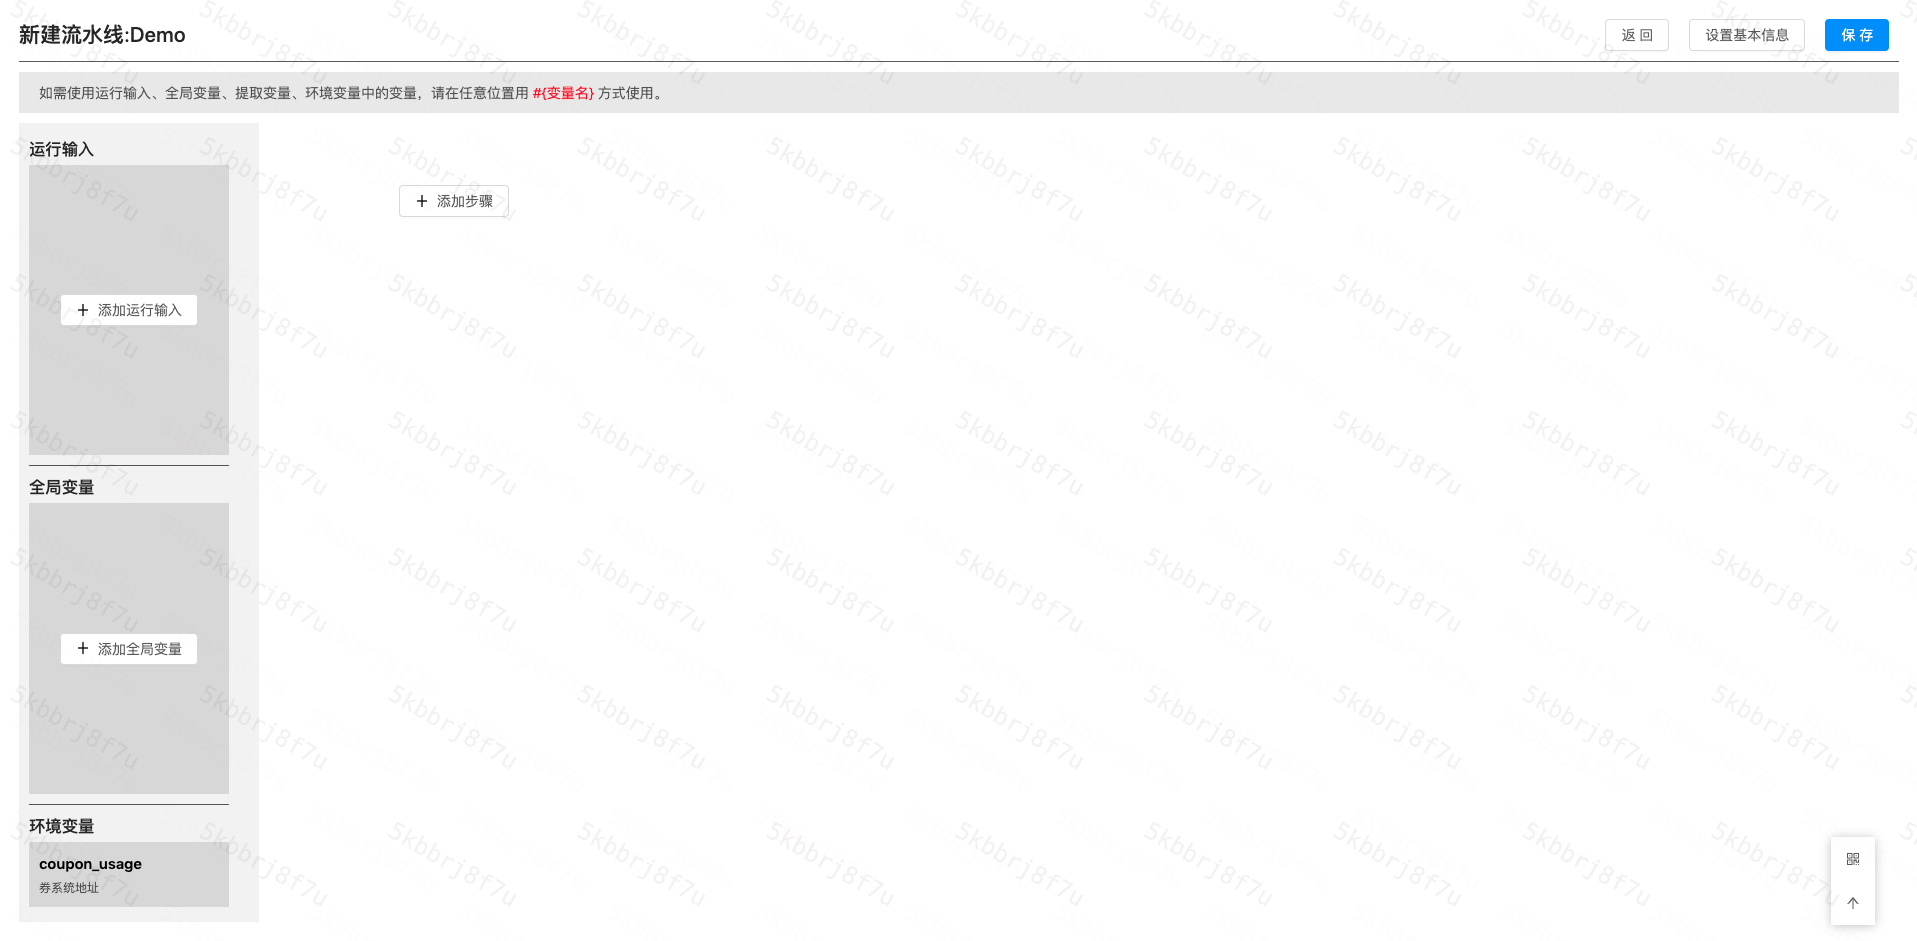 新建流水线:Demo
返 回
设置基本信息
保 存
如需使用运行输入、全局变量、提取变量、环境变量中的变量，请在任意位置用 #{变量名} 方式使用。
运行输入
添加步骤
添加运行输入
全局变量
添加全局变量
环境变量
coupon_usage
券系统地址
5kbbrj8f7u